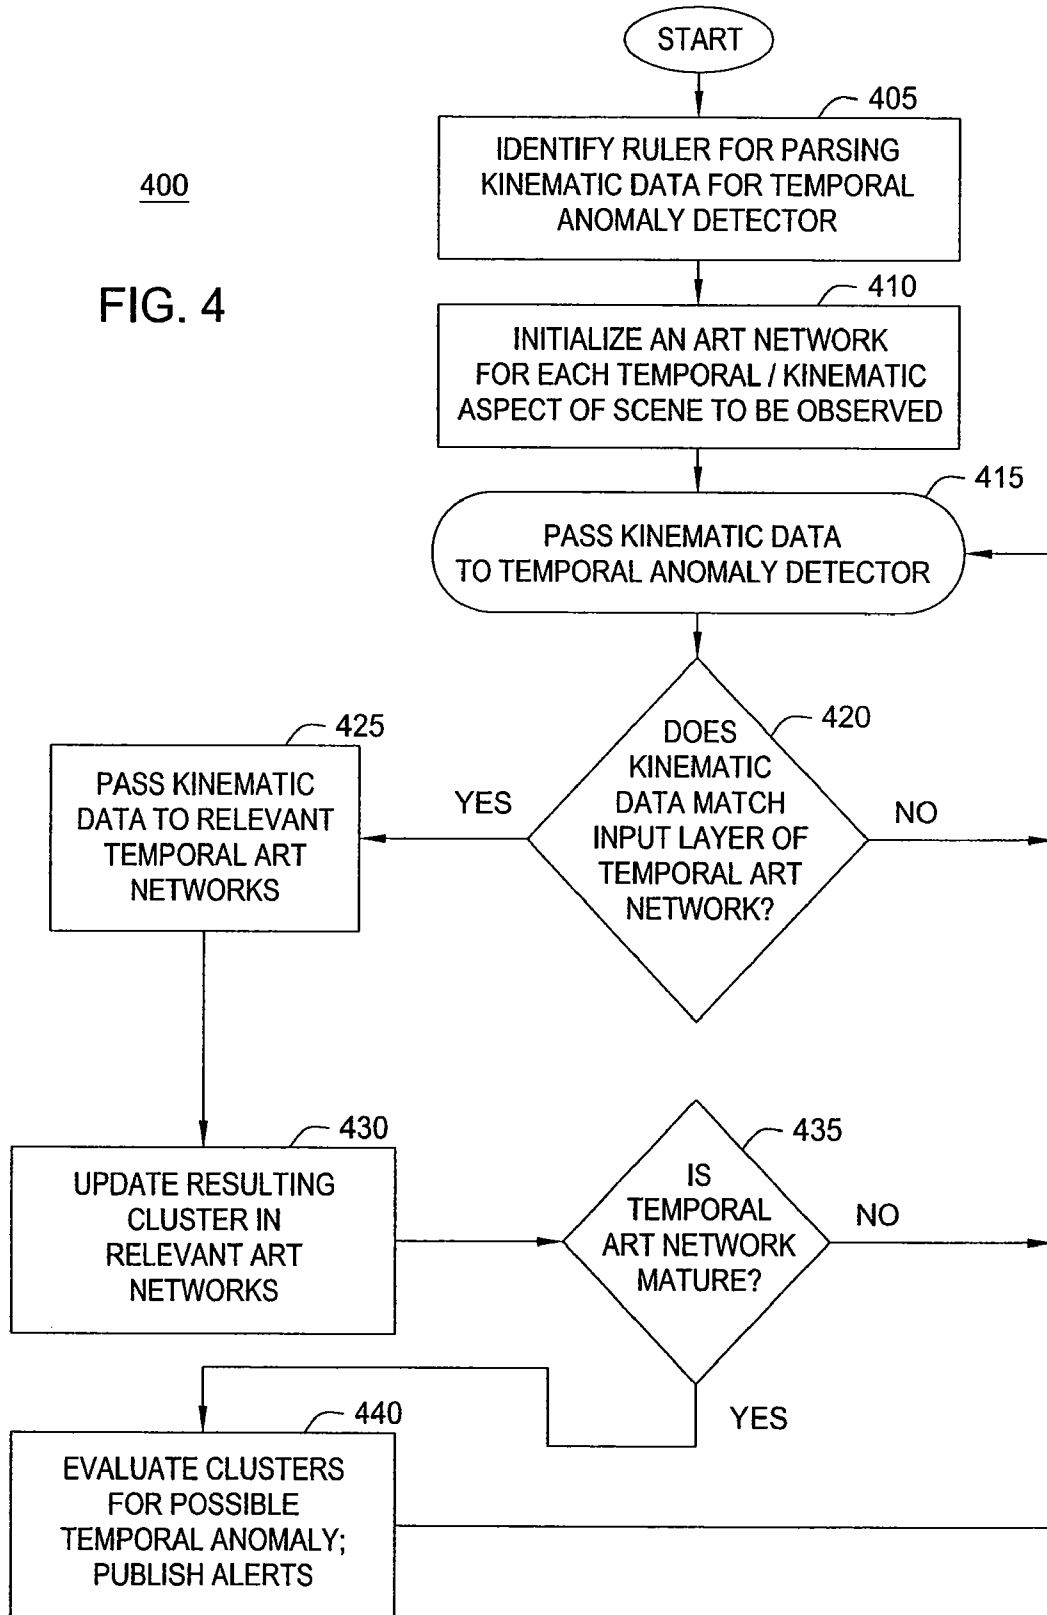 START
405
IDENTIFY RULER FOR PARSING
KINEMATIC DATA FOR TEMPORAL
ANOMALY DETECTOR
400
FIG. 4
410
INITIALIZE AN ART NETWORK
FOR EACH TEMPORAL / KINEMATIC
ASPECT OF SCENE TO BE OBSERVED
415
PASS KINEMATIC DATA
TO TEMPORAL ANOMALY DETECTOR
420
DOES
KINEMATIC
DATA MATCH
INPUT LAYER OF
TEMPORAL ART
NETWORK?
YES
NO
425
PASS KINEMATIC
DATA TO RELEVANT
TEMPORAL ART
NETWORKS
430
UPDATE RESULTING
CLUSTER IN
RELEVANT ART
NETWORKS
435
IS
TEMPORAL
ART NETWORK
MATURE?
NO
YES
440
EVALUATE CLUSTERS
FOR POSSIBLE
TEMPORAL ANOMALY;
PUBLISH ALERTS